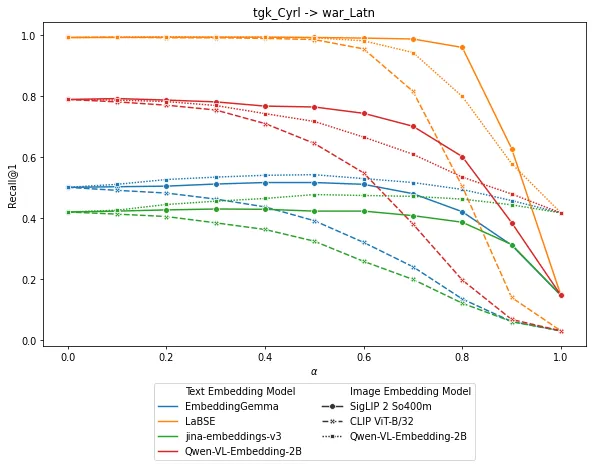 tgk_Cyrl -> war_Latn
Recall@1
1.0
0.8
0.6
0.4
0.2
0.0
0.0 0.2 0.4 0.6 0.8 1.0
α
Text Embedding Model Image Embedding Model
EmbeddingGemma SigLIP 2 So400m
LaBSE CLIP ViT-B/32
jina-embeddings-v3 Qwen-VL-Embedding-2B
Qwen-VL-Embedding-2B